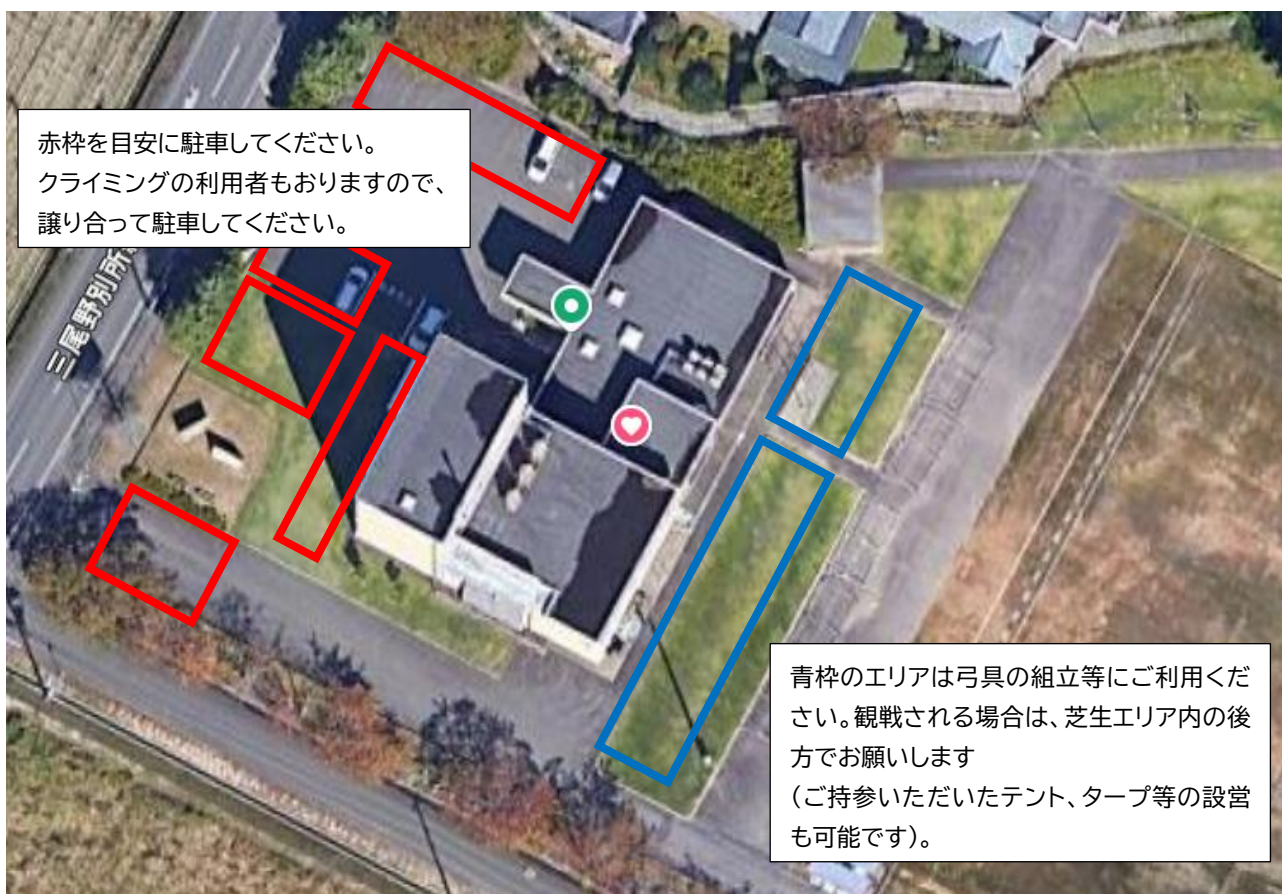 赤枠を目安に駐車してください。
クライミングの利用者もおりますので、
譲り合って駐車してください。
三尾野別所
青枠のエリアは弓具の組立等にご利用くだ
さい。観戦される場合は、芝生エリア内の後
方でお願いします
（ご持参いただいたテント、タープ等の設営
も可能です）。